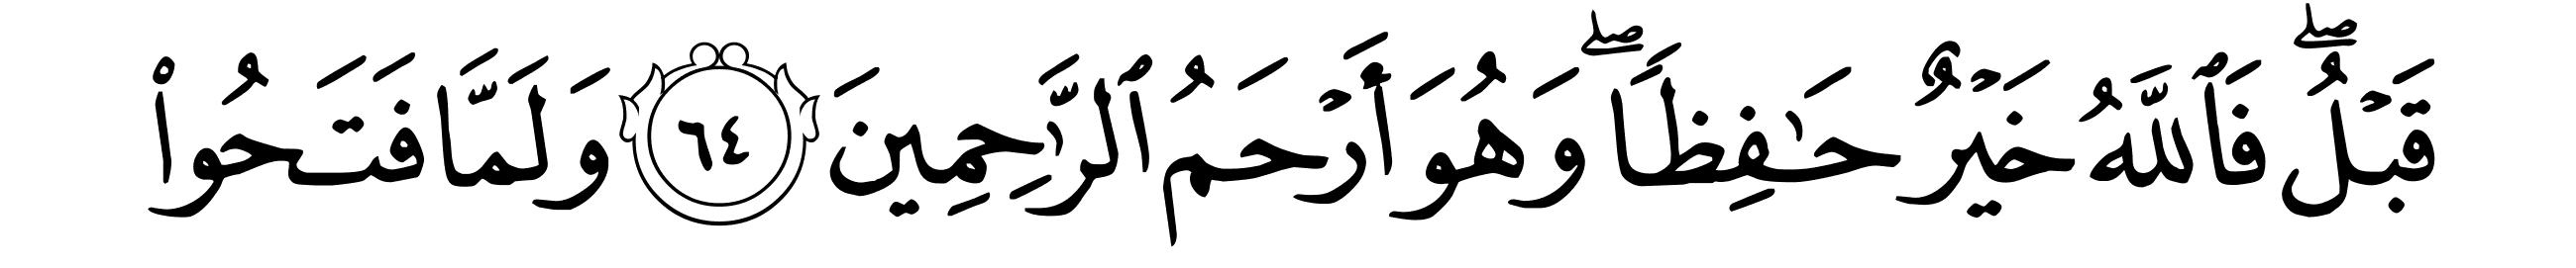 قَبۡلُۖ فَٱللَّهُ خَيۡرٌ حَٰفِظٗاۖ وَهُوَ أَرۡحَمُ ٱلرَّٰحِمِينَ ٦٤ وَلَمَّا فَتَحُواْ